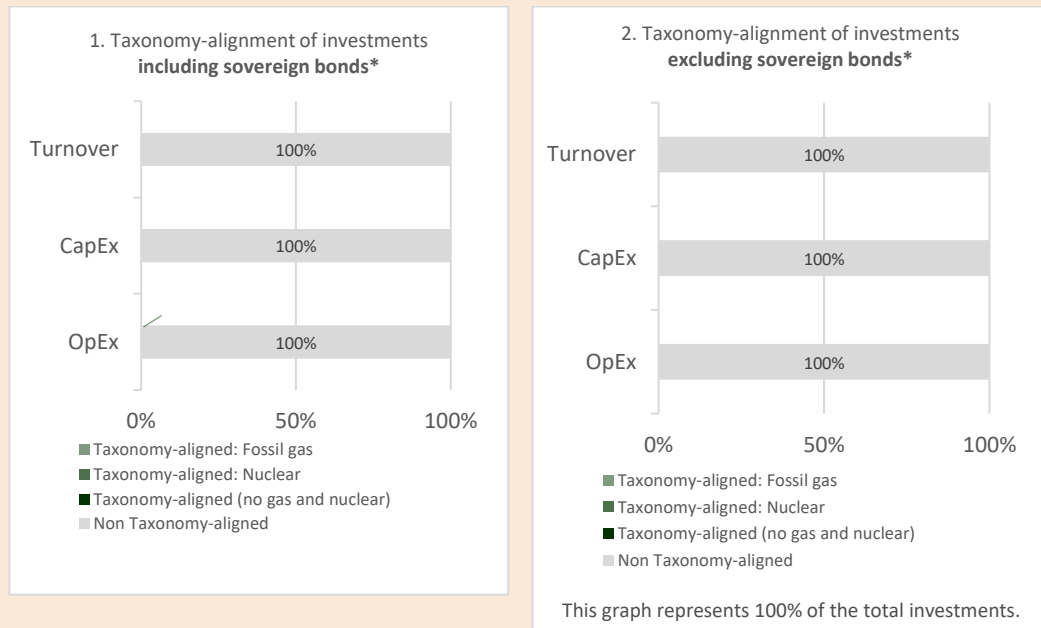 1. Taxonomy-alignment of investments
including sovereign bonds*
Turnover
100%
CapEx
100%
OpEx
100%
0%
50%
100%
Taxonomy-aligned: Fossil gas
Taxonomy-aligned: Nuclear
Taxonomy-aligned (no gas and nuclear)
Non Taxonomy-aligned
2. Taxonomy-alignment of investments
excluding sovereign bonds*
Turnover
100%
CapEx
100%
OpEx
100%
0%
50%
100%
Taxonomy-aligned: Fossil gas
Taxonomy-aligned: Nuclear
Taxonomy-aligned (no gas and nuclear)
Non Taxonomy-aligned
This graph represents 100% of the total investments.